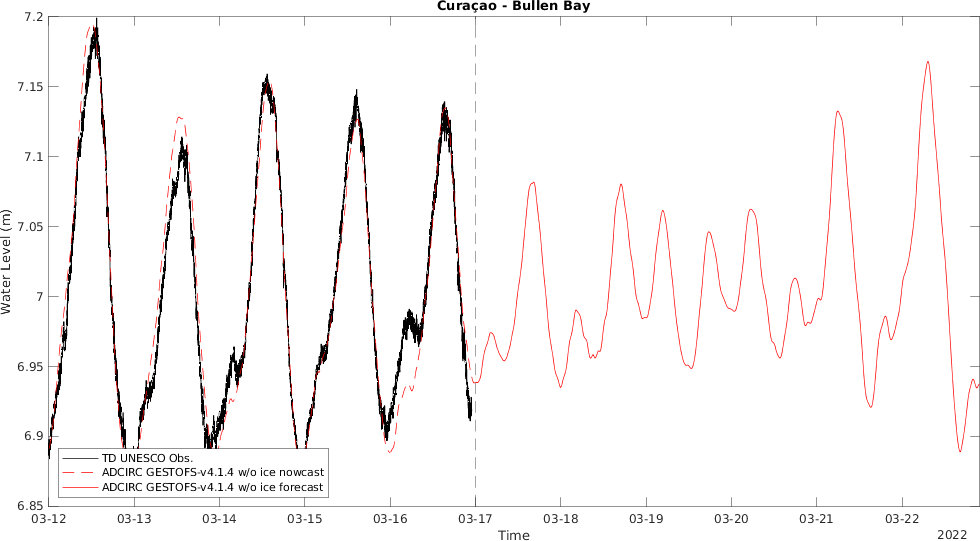 Curaçao - Bullen Bay
7.2
7.15
7.1
7.05
7
6.95
6.9
6.85
Water Level (m)
TD UNESCO Obs.
ADCIRC GESTOFS-v4.1.4 w/o ice nowcast
ADCIRC GESTOFS-v4.1.4 w/o ice forecast
03-12 03-13 03-14 03-15 03-16 03-17 03-18 03-19 03-20 03-21 03-22
Time
2022